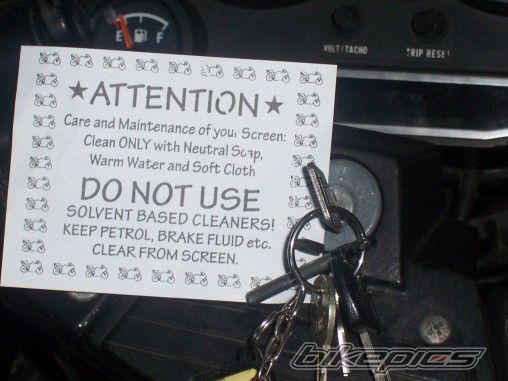 E F
VOLT/TACHO
TRIP RESET
★ATTENTION★
Care and Maintenance of your Screen:
Clean ONLY with Neutral Soap,
Warm Water and Soft Cloth
DO NOT USE
SOLVENT BASED CLEANERS!
KEEP PETROL, BRAKE FLUID etc.
CLEAR FROM SCREEN.
bikepics